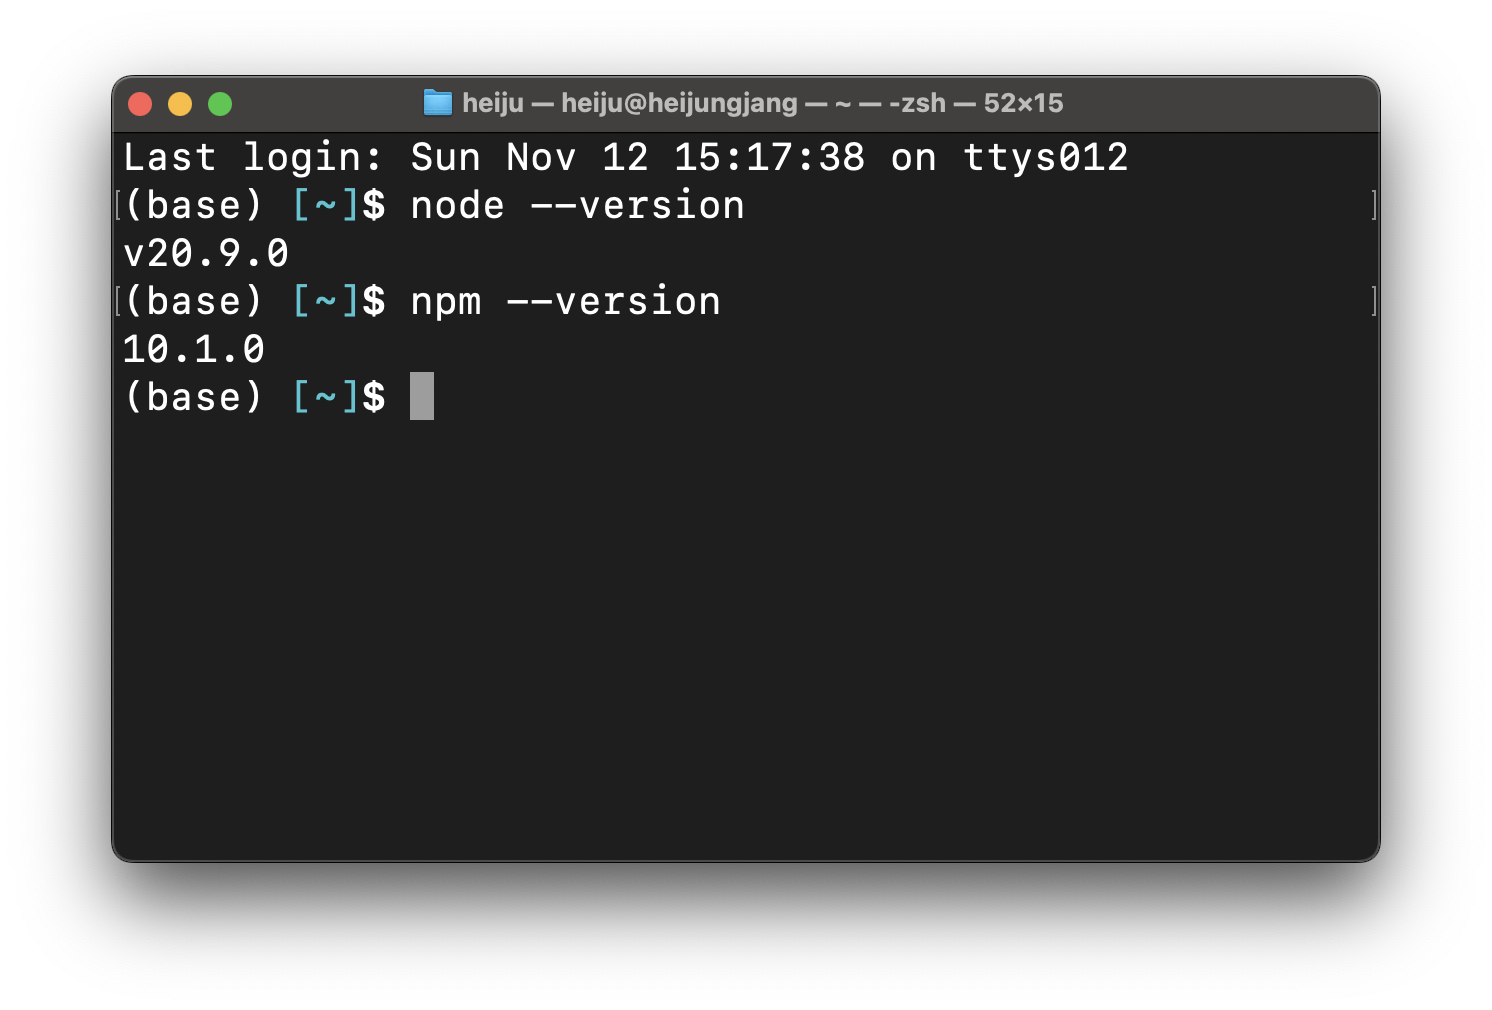 heiju — heiju@heijungjang — ~ — -zsh — 52×15
Last login: Sun Nov 12 15:17:38 on ttys012
[(base) [~]$ node --version ]
v20.9.0
[(base) [~]$ npm --version ]
10.1.0
(base) [~]$